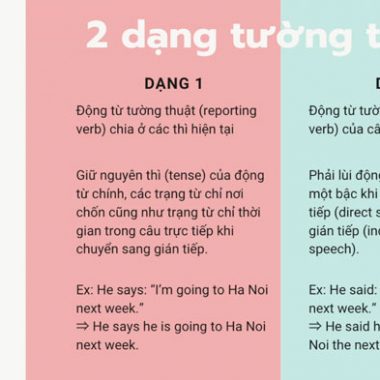 2 dạng tường
DẠNG 1
Động từ tường thuật (reporting
verb) chia ở các thì hiện tại
Giữ nguyên thì (tense) của động
từ chính, các trạng từ chỉ nơi
chốn cũng như trạng từ chỉ thời
gian trong câu trực tiếp khi
chuyển sang gián tiếp.
Ex: He says: “I’m going to Ha Noi
next week.”
⇒ He says he is going to Ha Noi
next week.
Động từ
verb) của
Phải lùi
một bậc khi
tiếp (direct
gián tiếp
speech).
Ex: He said:
next week.”
⇒ He said
Noi the next